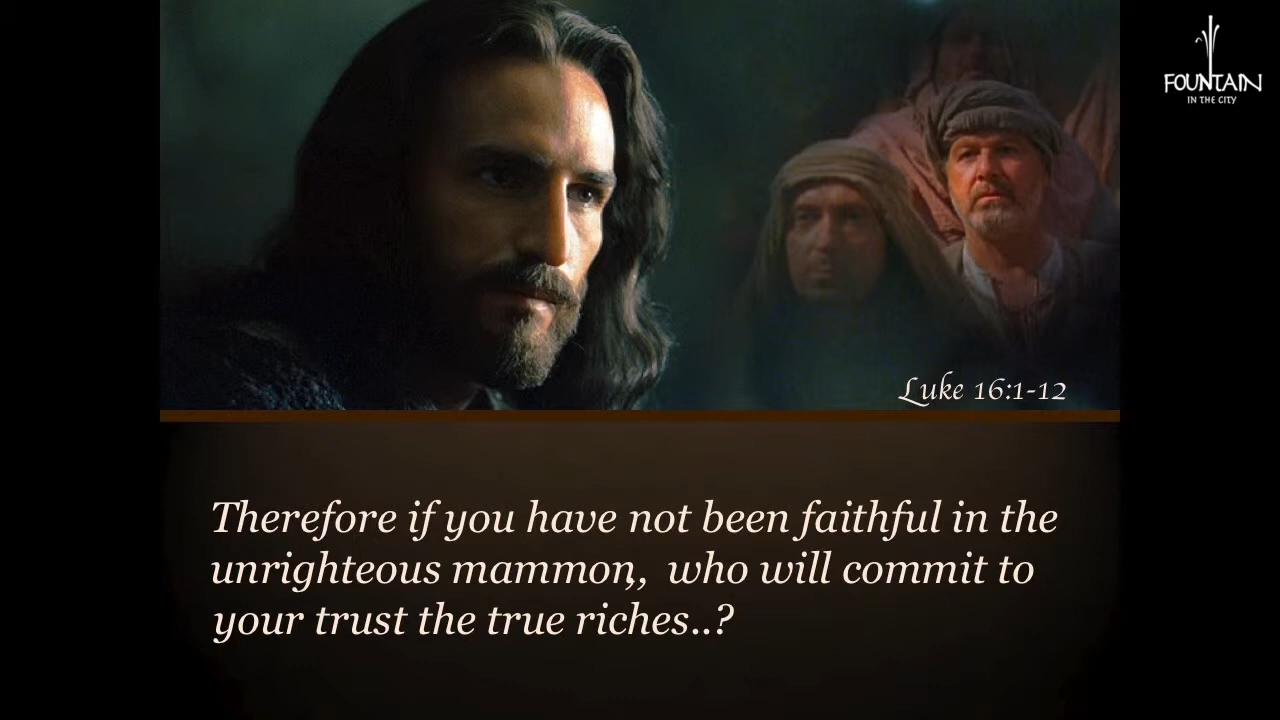 FOUNTAIN
IN THE CITY
Luke 16:1-12
Therefore if you have not been faithful in the
unrighteous mammon,,  who will commit to
your trust the true riches..?